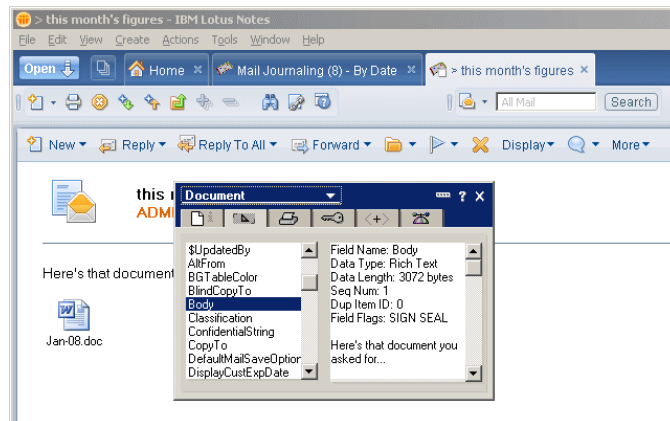 > this month's figures - IBM Lotus Notes
File Edit View Create Actions Tools Window Help
Open Home Mail Journaling (8) - By Date > this month's figures
All Mail Search
New Reply Reply To All Forward Display More
this
Document
ADM
Here's that document
Jan-08.doc
$UpdatedBy
AltFrom
BGTableColor
BlindCopyTo
Body
Classification
ConfidentialString
CopyTo
DefaultMailSaveOption
DisplayCustExpDate
Field Name: Body
Data Type: Rich Text
Data Length: 3072 bytes
Seq Num: 1
Dup Item ID: 0
Field Flags: SIGN SEAL
Here's that document you
asked for...